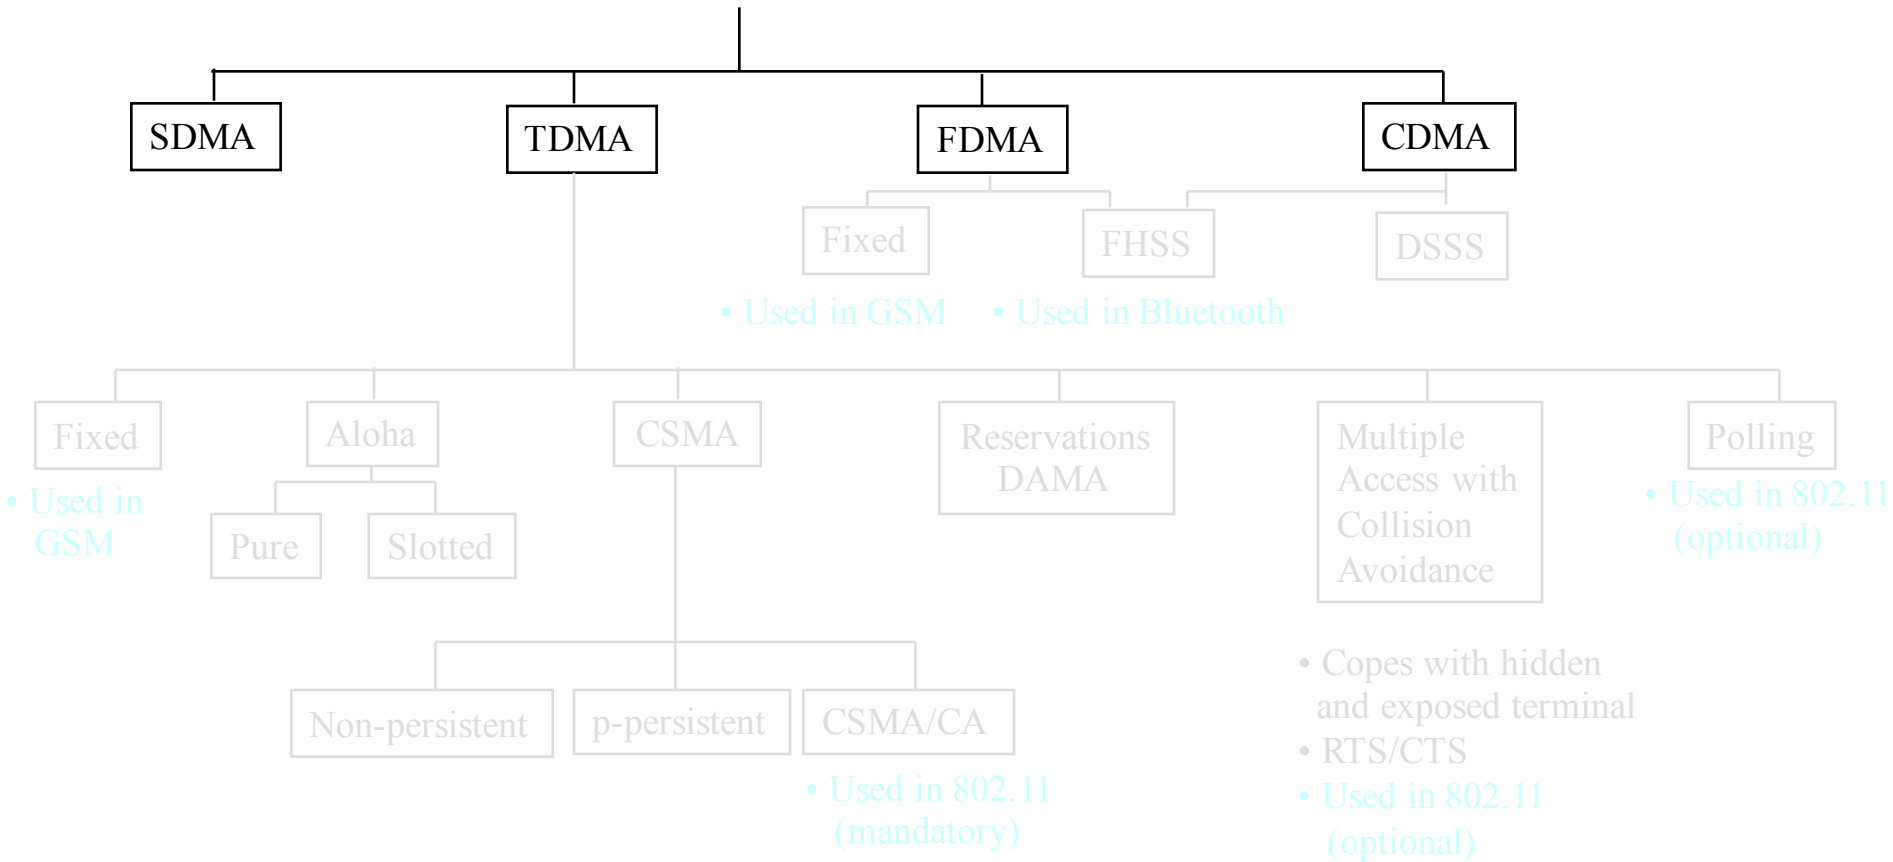 SDMA
TDMA
FDMA
CDMA
Fixed
FHSS
DSSS
• Used in GSM
• Used in Bluetooth
Fixed
Aloha
CSMA
Reservations
DAMA
Multiple
Access with
Collision
Avoidance
Polling
• Used in
GSM
• Used in 802.11
(optional)
Pure
Slotted
Non-persistent
p-persistent
CSMA/CA
• Used in 802.11
(mandatory)
• Copes with hidden
and exposed terminal
• RTS/CTS
• Used in 802.11
(optional)